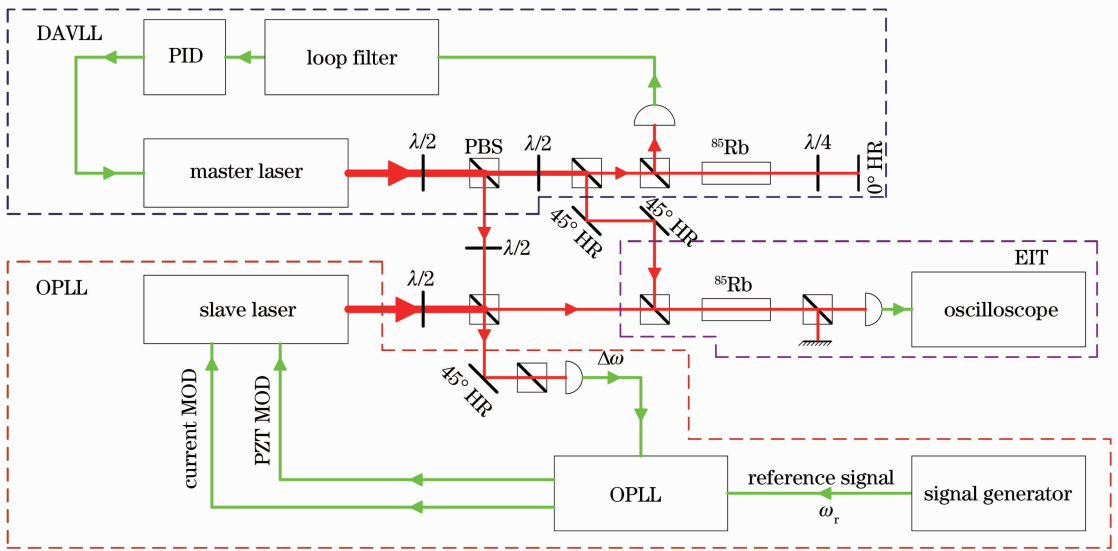 DAVLL
PID
loop filter
master laser
λ/2
PBS
λ/2
⁸⁵Rb
λ/4
0° HR
45° HR
45° HR
λ/2
OPLL
slave laser
λ/2
EIT
⁸⁵Rb
oscilloscope
45° HR
Δω
current MOD
PZT MOD
OPLL
reference signal
ωᵣ
signal generator